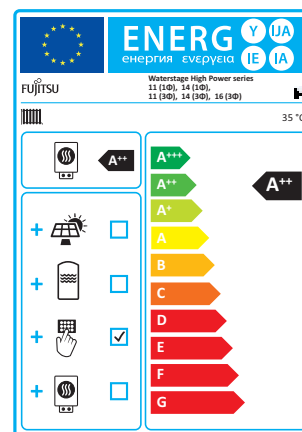 ENERG Y IJA
енергия ενεργεια IE IA
FUJITSU
Waterstage High Power series
11 (1Φ), 14 (1Φ),
11 (3Φ), 14 (3Φ), 16 (3Φ)
35 °C
A++
A+++
A++
A++
A+
A
B
C
D
E
F
G